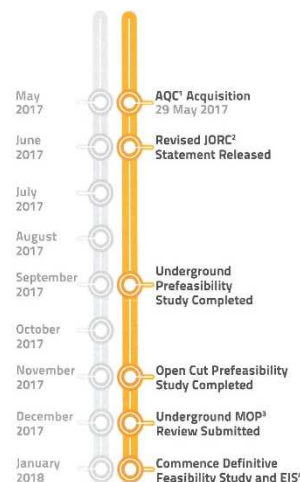 May
2017
AQC¹ Acquisition
29 May 2017
June
2017
Revised JORC²
Statement Released
July
2017
August
2017
September
2017
Underground
Prefeasibility
Study Completed
October
2017
November
2017
Open Cut Prefeasibility
Study Completed
December
2017
Underground MOP³
Review Submitted
January
2018
Commence Definitive
Feasibility Study and EIS⁴